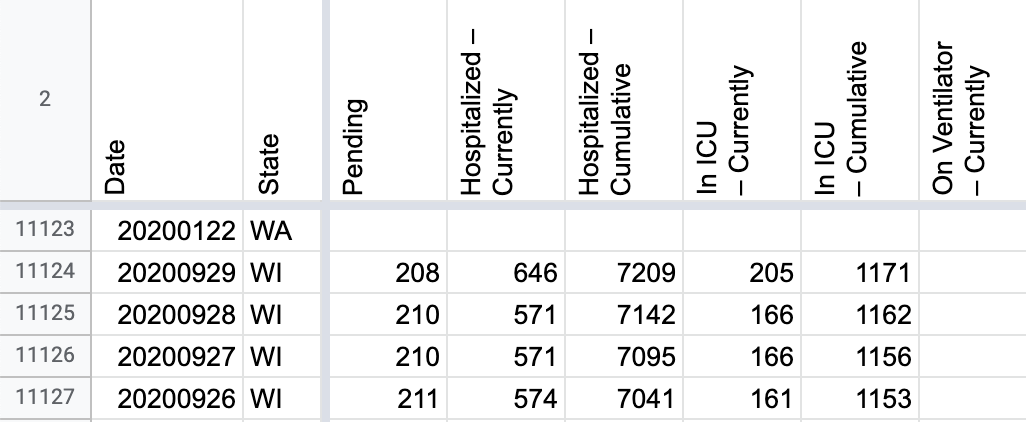 2 Date State Pending Hospitalized – Currently Hospitalized – Cumulative In ICU – Currently In ICU – Cumulative On Ventilator – Currently
11123 20200122 WA
11124 20200929 WI 208 646 7209 205 1171
11125 20200928 WI 210 571 7142 166 1162
11126 20200927 WI 210 571 7095 166 1156
11127 20200926 WI 211 574 7041 161 1153